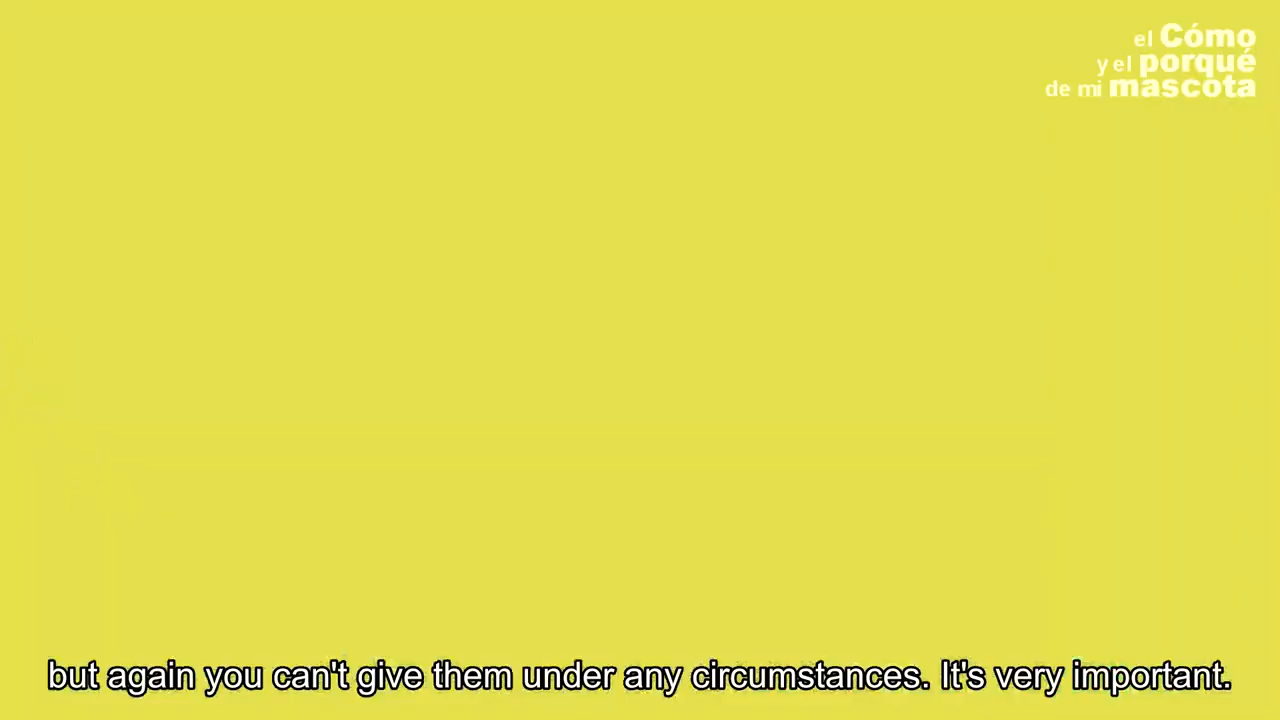 el Cómo
y el porqué
de mi mascota
but again you can't give them under any circumstances. It's very important.